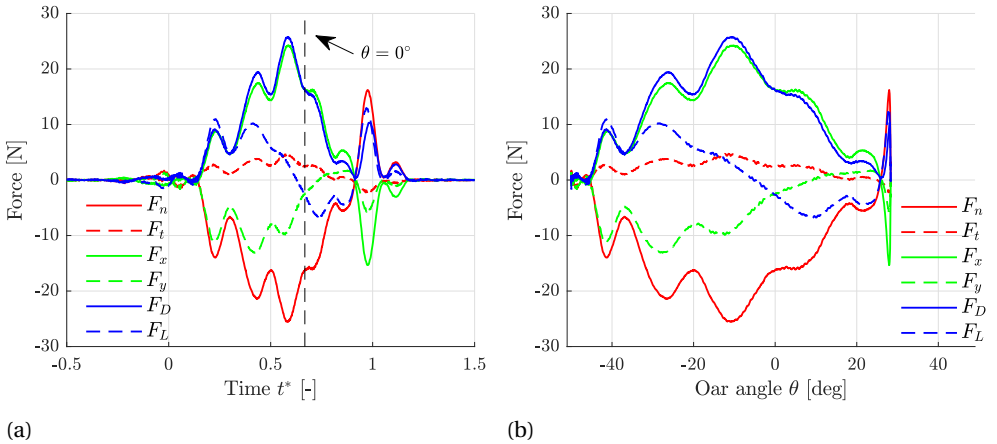 30
20
10
0
-10
-20
-30
Force [N]
θ = 0°
F_n
F_t
F_x
F_y
F_D
F_L
-0.5 0 0.5 1 1.5
Time t* [-]
(a)
30
20
10
0
-10
-20
-30
Force [N]
F_n
F_t
F_x
F_y
F_D
F_L
-40 -20 0 20 40
Oar angle θ [deg]
(b)